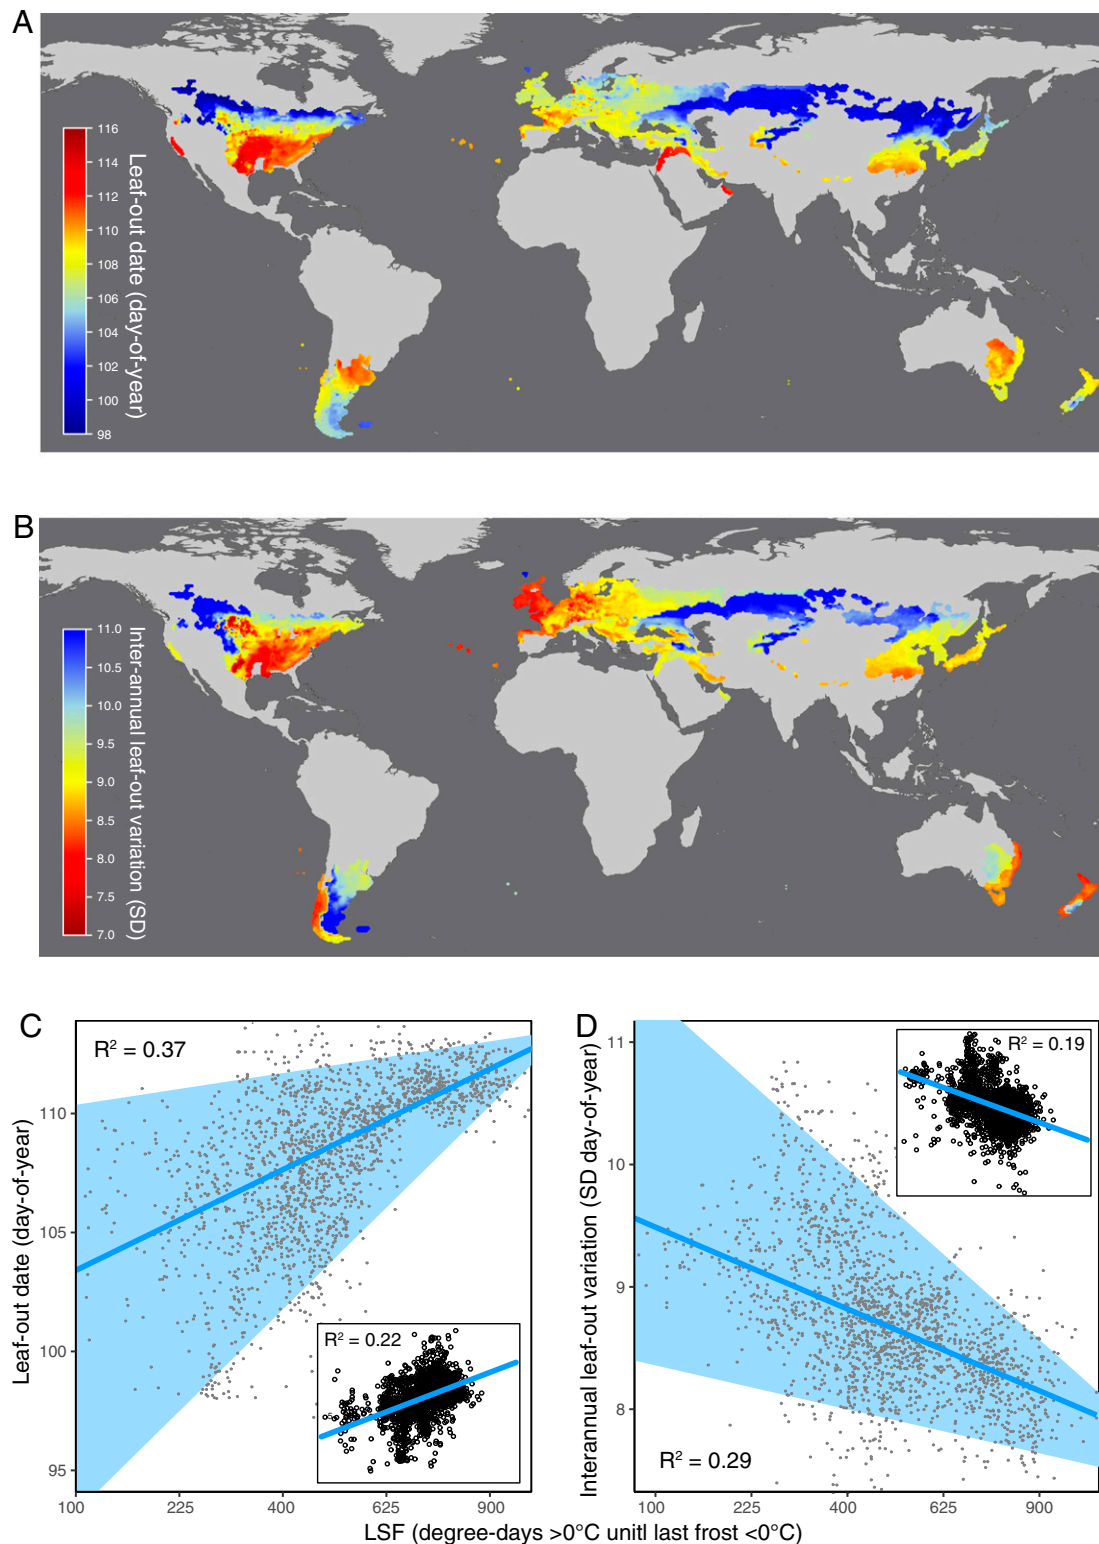 A
116
114
112
110
108
106
104
102
100
98
Leaf-out date (day-of-year)
B
11.0
10.5
10.0
9.5
9.0
8.5
8.0
7.5
7.0
Inter-annual leaf-out variation (SD)
C
R² = 0.37
Leaf-out date (day-of-year)
110
105
100
95
R² = 0.22
100
225
400
625
900
D
R² = 0.19
Interannual leaf-out variation (SD day-of-year)
11
10
9
8
R² = 0.29
100
225
400
625
900
LSF (degree-days >0°C unitl last frost <0°C)